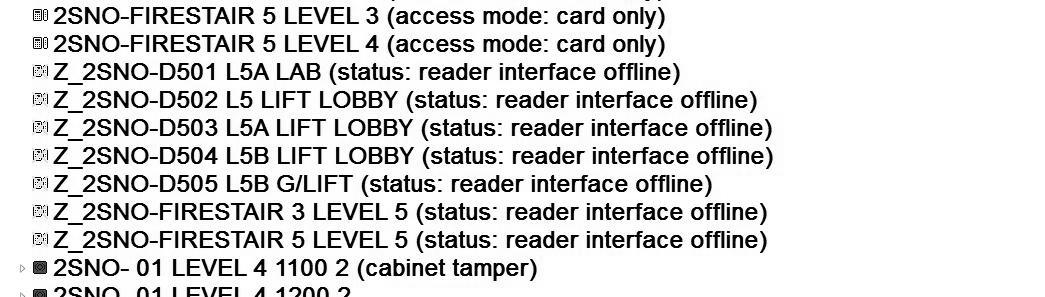 2SNO-FIRESTAIR 5 LEVEL 3 (access mode: card only)
2SNO-FIRESTAIR 5 LEVEL 4 (access mode: card only)
Z_2SNO-D501 L5A LAB (status: reader interface offline)
Z_2SNO-D502 L5 LIFT LOBBY (status: reader interface offline)
Z_2SNO-D503 L5A LIFT LOBBY (status: reader interface offline)
Z_2SNO-D504 L5B LIFT LOBBY (status: reader interface offline)
Z_2SNO-D505 L5B G/LIFT (status: reader interface offline)
Z_2SNO-FIRESTAIR 3 LEVEL 5 (status: reader interface offline)
Z_2SNO-FIRESTAIR 5 LEVEL 5 (status: reader interface offline)
2SNO- 01 LEVEL 4 1100 2 (cabinet tamper)
2SNO- 01 LEVEL 4 1200 2